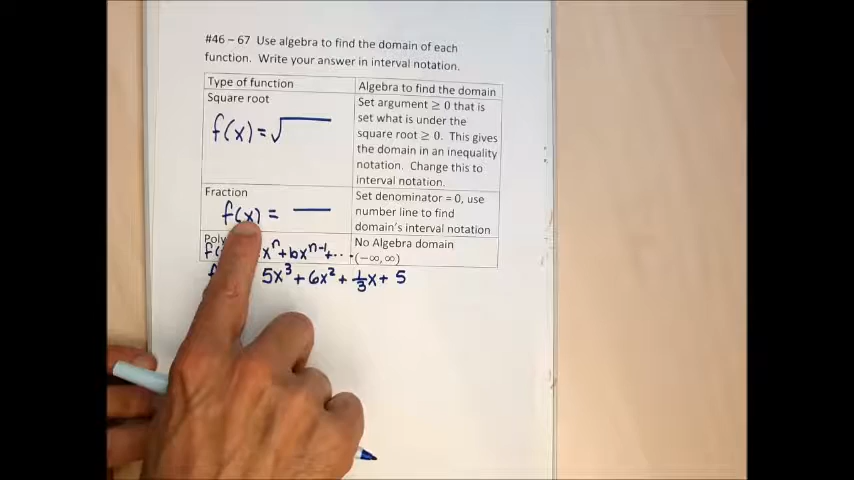 #46 – 67 Use algebra to find the domain of each
function. Write your answer in interval notation.
Type of function
Algebra to find the domain
Square root
f(x) = √
Set argument ≥ 0 that is
set what is under the
square root ≥ 0. This gives
the domain in an inequality
notation. Change this to
interval notation.
Fraction
f(x) =
Set denominator = 0, use
number line to find
domain's interval notation
xⁿ + bxⁿ⁻¹ + ...
No Algebra domain
(−∞, ∞)
5x³ + 6x² + 1/3x + 5